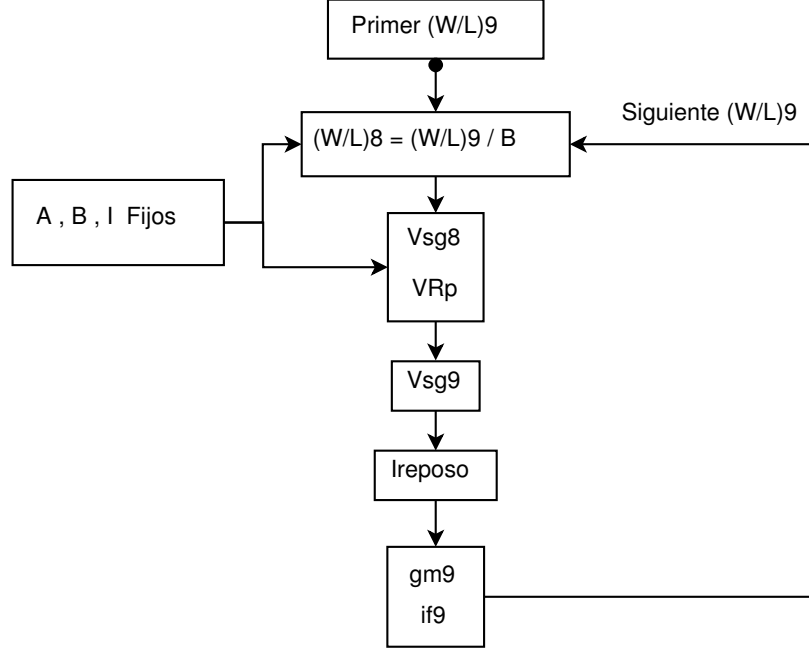 Primer (W/L)9
Siguiente (W/L)9
(W/L)8 = (W/L)9 / B
A , B , I Fijos
Vsg8
VRp
Vsg9
Ireposo
gm9
if9